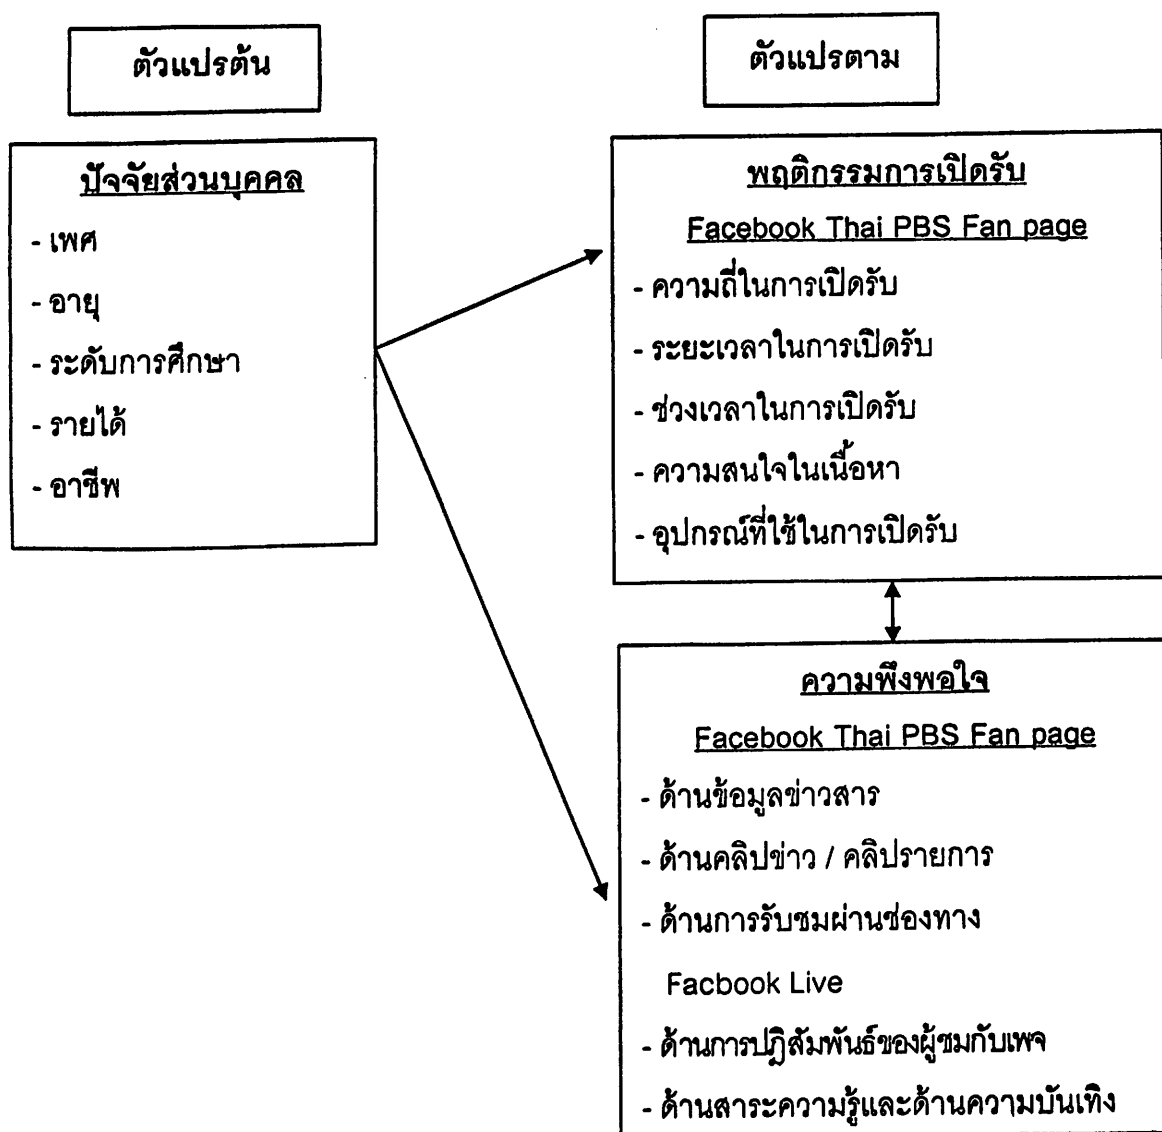 ตัวแปรต้น
ตัวแปรตาม
ปัจจัยส่วนบุคคล
- เพศ
- อายุ
- ระดับการศึกษา
- รายได้
- อาชีพ
พฤติกรรมการเปิดรับ
Facebook Thai PBS Fan page
- ความถี่ในการเปิดรับ
- ระยะเวลาในการเปิดรับ
- ช่วงเวลาในการเปิดรับ
- ความสนใจในเนื้อหา
- อุปกรณ์ที่ใช้ในการเปิดรับ
ความพึงพอใจ
Facebook Thai PBS Fan page
- ด้านข้อมูลข่าวสาร
- ด้านคลิปข่าว / คลิปรายการ
- ด้านการรับชมผ่านช่องทาง
Facbook Live
- ด้านการปฎิสัมพันธ์ของผู้ชมกับเพจ
- ด้านสาระความรู้และด้านความบันเทิง